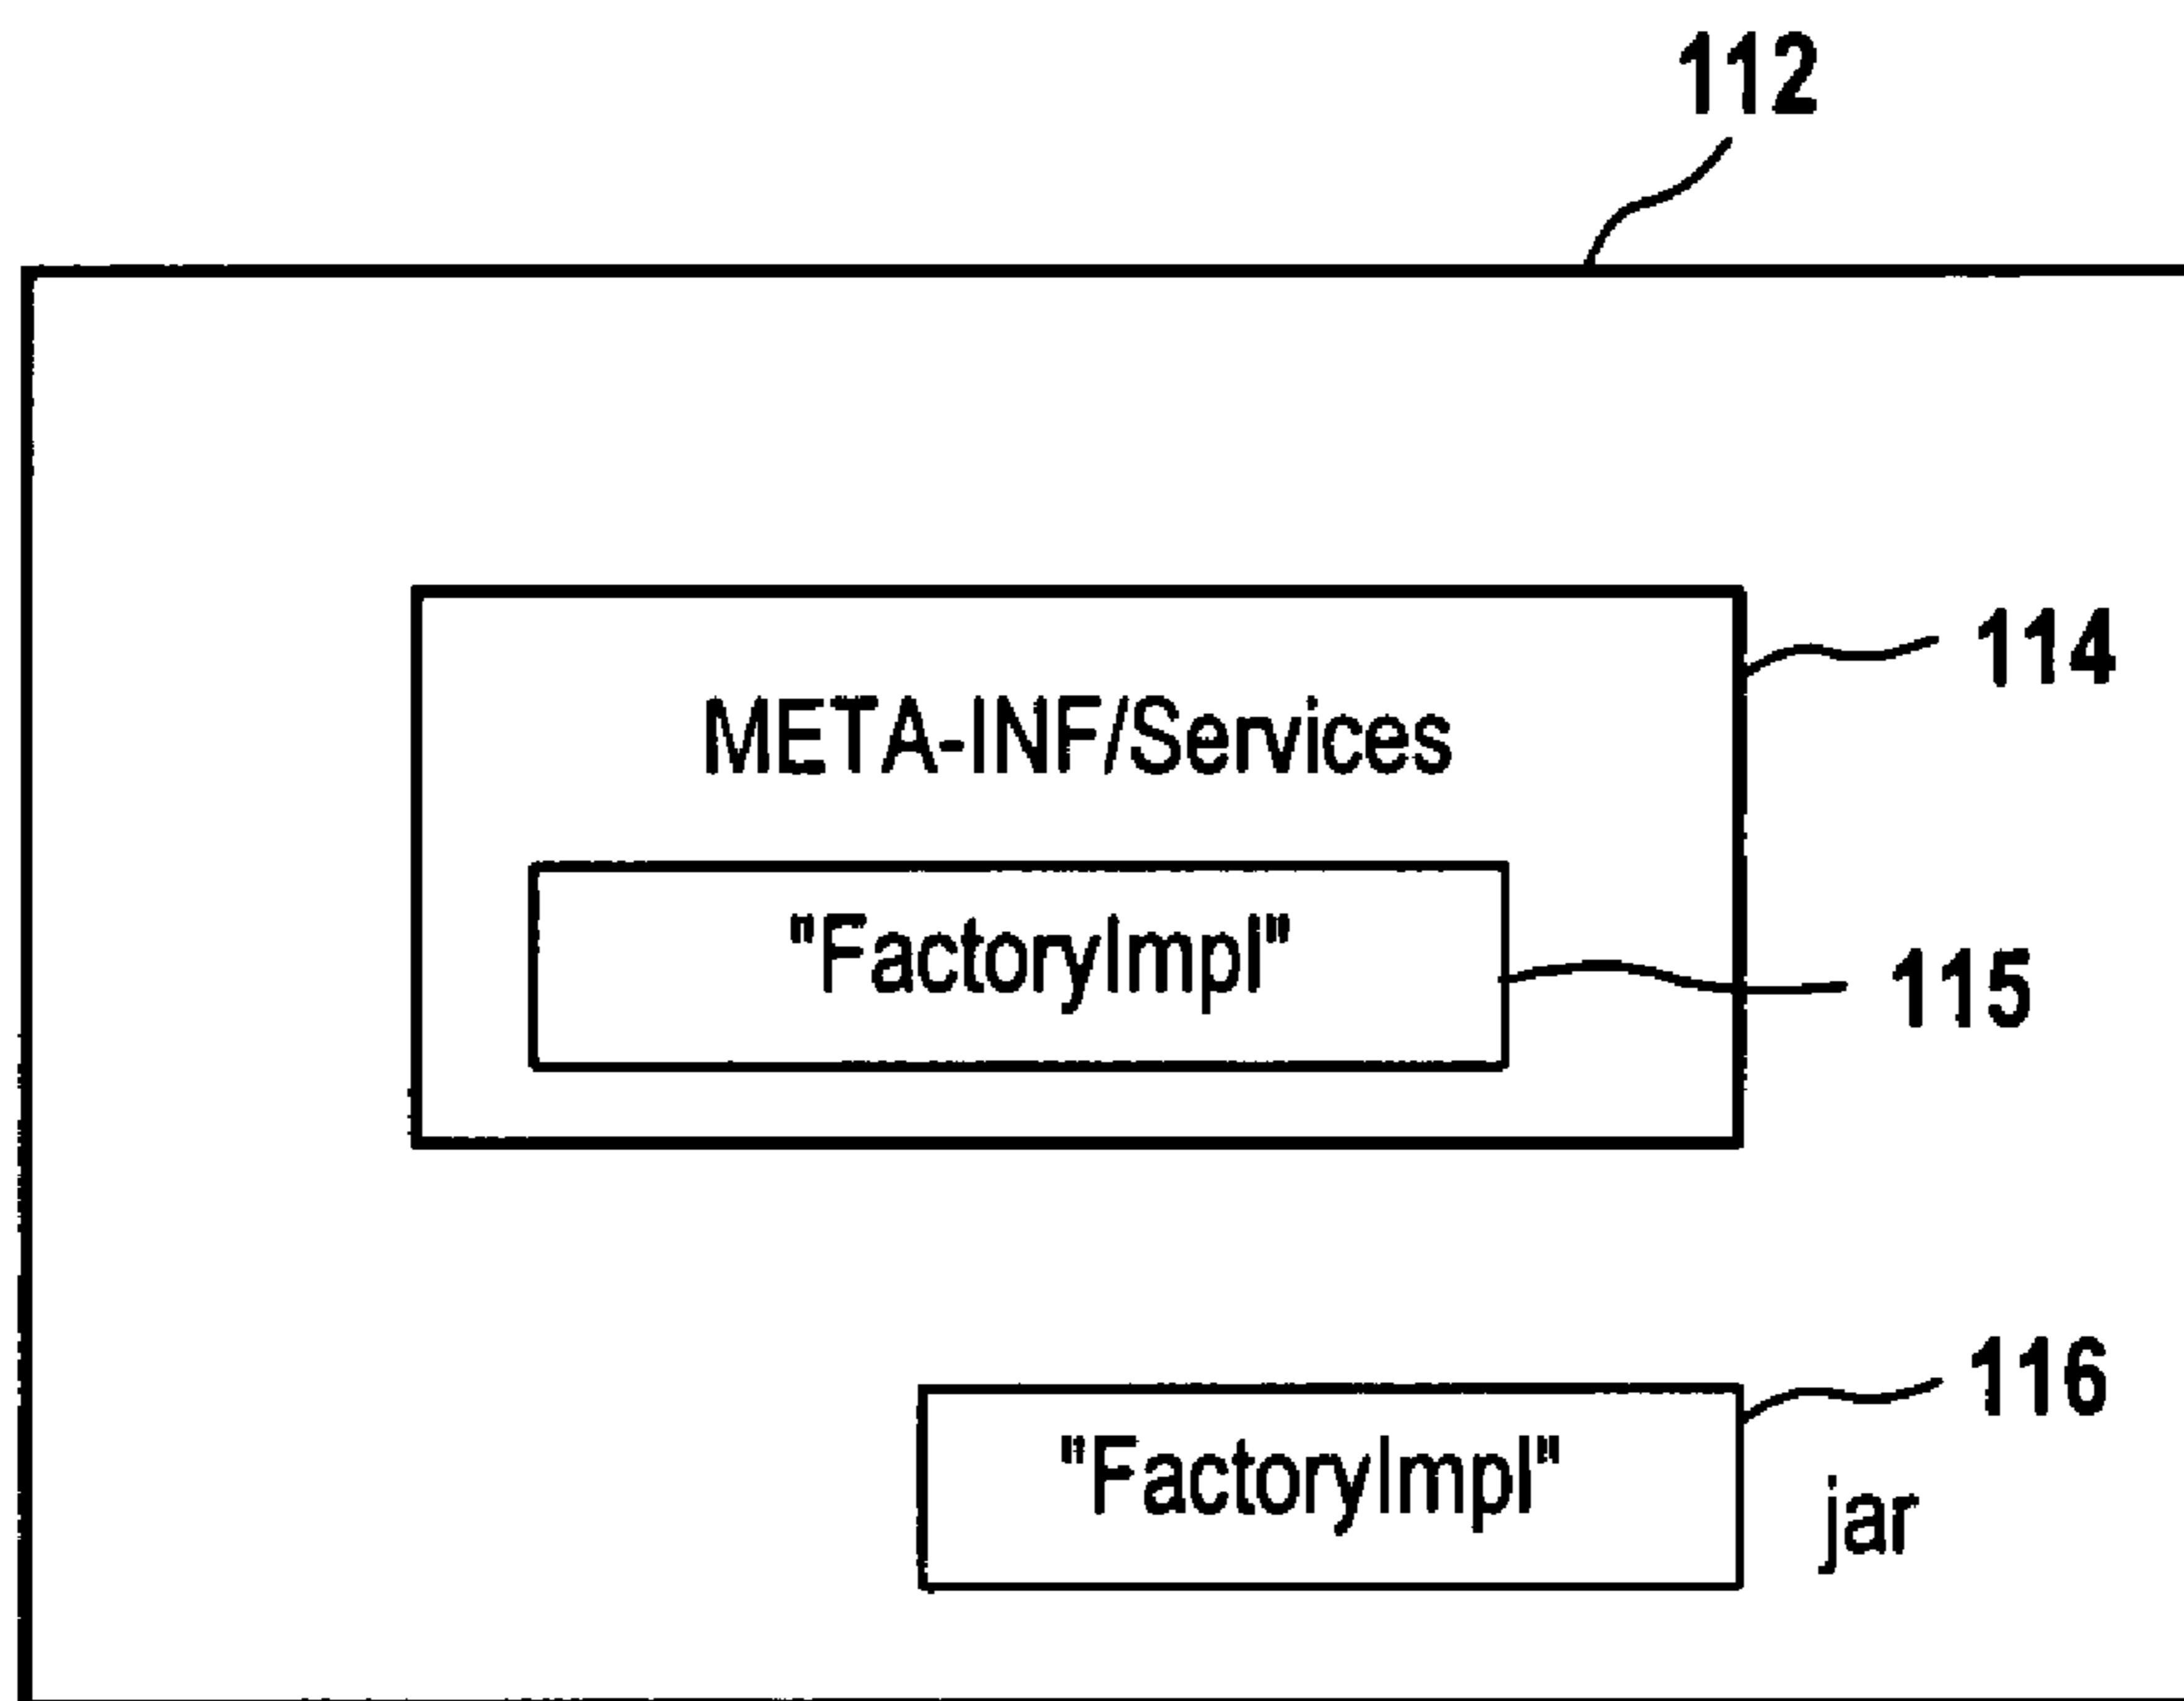 112
114
META-INF/Services
"FactoryImpl"
115
116
"FactoryImpl"
jar